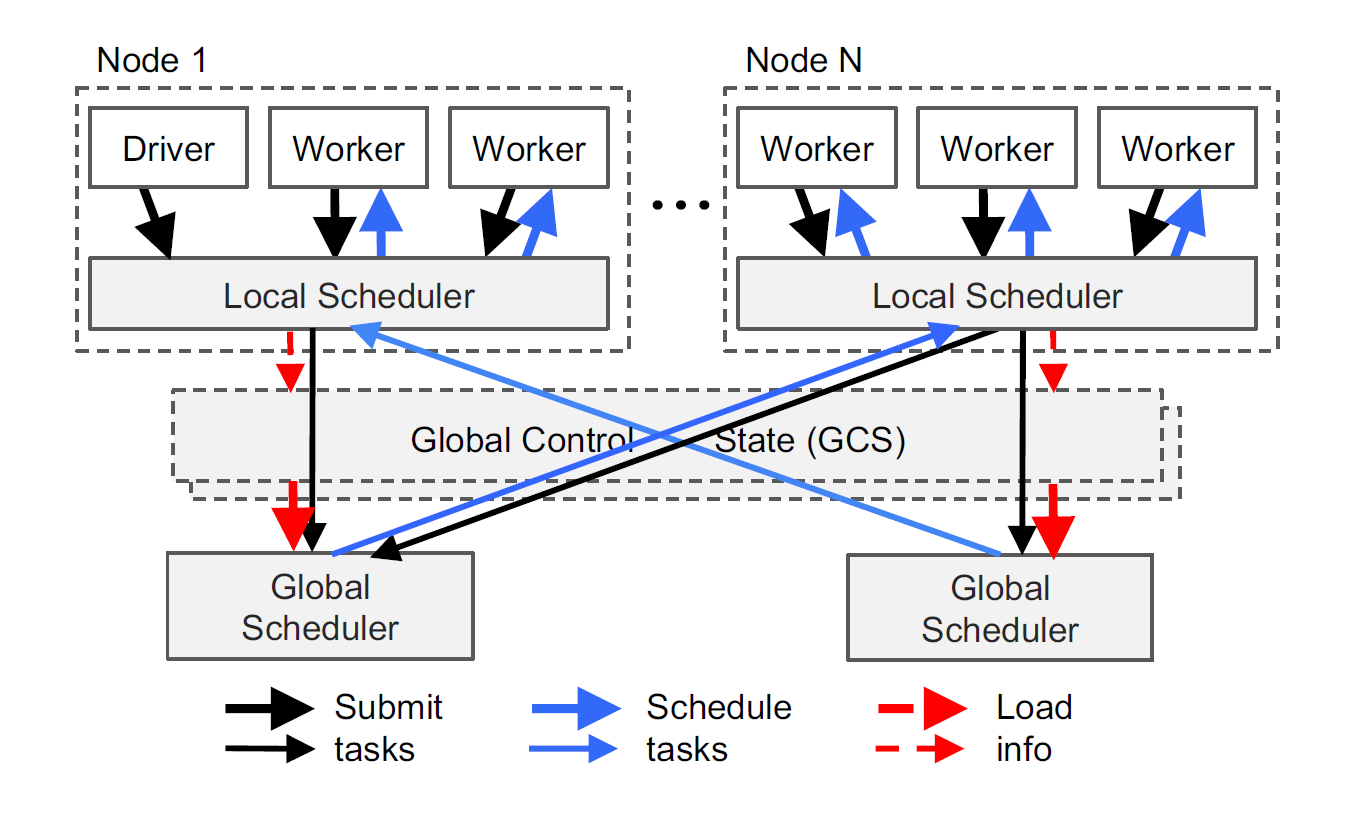 Node 1
Node N
Driver
Worker
Worker
Worker
Worker
Worker
...
Local Scheduler
Local Scheduler
Global Control State (GCS)
Global
Scheduler
Global
Scheduler
Submit
tasks
Schedule
tasks
Load
info